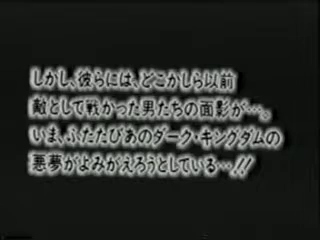 しかし、彼らには、どこかしら以前
敵として戦かった男たちの面影が…。
いま、ふたたびあのダーク・キングダムの
悪夢がよみがえろうとしている…!!